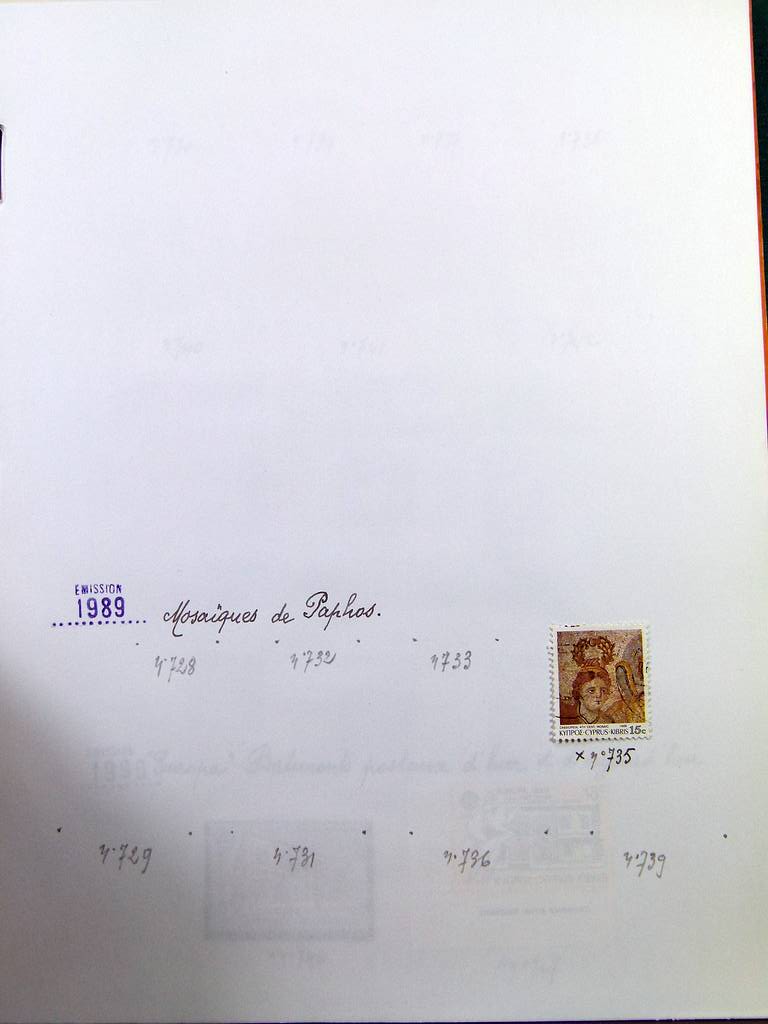 EMISSION
1989
Mosaïques de Paphos.
n°728 n°732 n°733
ΚΥΠΡΟΣ·CYPRUS·KIBRIS 15c
× n°735
n°729 n°731 n°736 n°739